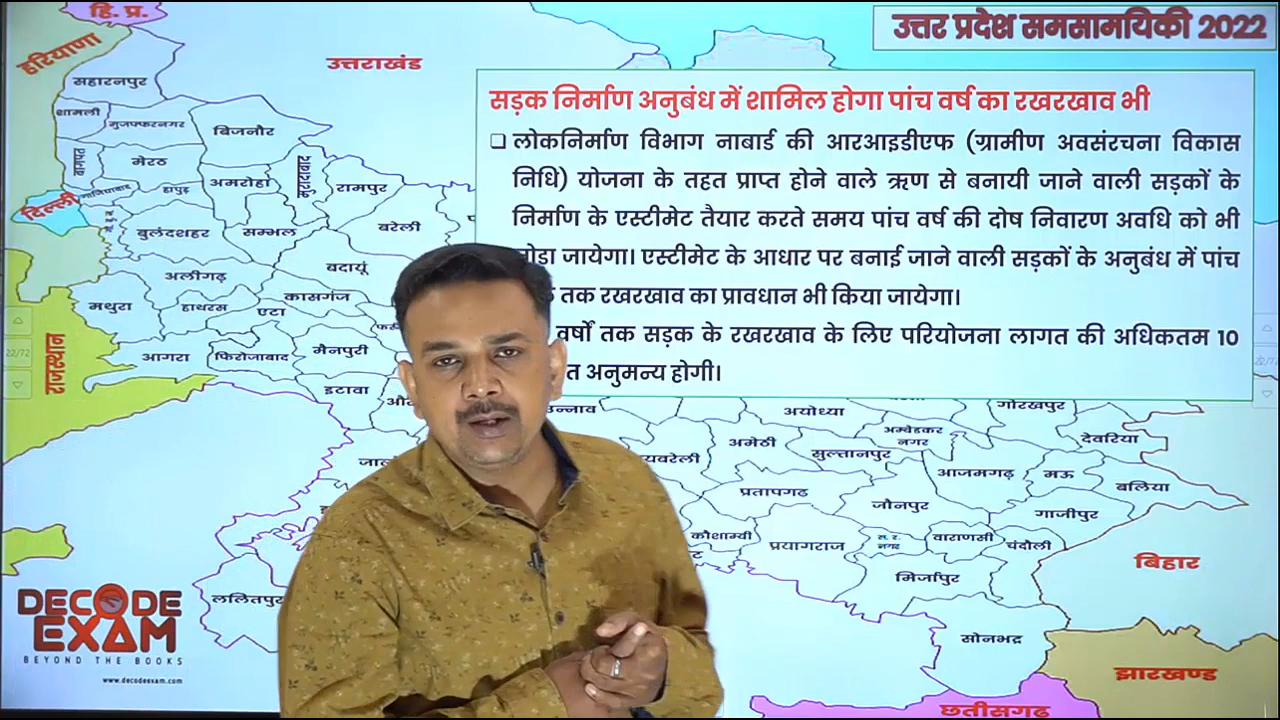 उत्तर प्रदेश समसामयिकी 2022
हि. प्र.
हरियाणा
उत्तराखंड
सड़क निर्माण अनुबंध में शामिल होगा पांच वर्ष का रखरखाव भी
❑ लोकनिर्माण विभाग नाबार्ड की आरआइडीएफ (ग्रामीण अवसंरचना विकास
निधि) योजना के तहत प्राप्त होने वाले ऋण से बनायी जाने वाली सड़कों के
निर्माण के एस्टीमेट तैयार करते समय पांच वर्ष की दोष निवारण अवधि को भी
जायेगा। एस्टीमेट के आधार पर बनाई जाने वाली सड़कों के अनुबंध में पांच
तक रखरखाव का प्रावधान भी किया जायेगा।
वर्षों तक सड़क के रखरखाव के लिए परियोजना लागत की अधिकतम 10
अनुमन्य होगी।
सहारनपुर
शामली
मुजफ्फरनगर
बिजनौर
बागपत
मेरठ
अमरोहा
मुरादाबाद
रामपुर
दिल्ली
गाजियाबाद
हापुड़
बुलंदशहर
सम्भल
बरेली
अलीगढ़
बदायूं
मथुरा
हाथरस
एटा
कासगंज
राजस्थान
22/72
आगरा
फिरोजाबाद
मैनपुरी
इटावा
उन्नाव
अयोध्या
गोरखपुर
अमेठी
अम्बेडकर
नगर
देवरिया
सुल्तानपुर
आजमगढ़
मऊ
बलिया
प्रतापगढ़
जौनपुर
गाजीपुर
कौशाम्बी
प्रयागराज
स. र.
नगर
वाराणसी
चंदौली
बिहार
मिर्जापुर
सोनभद्र
झारखण्ड
छत्तीसगढ़
ललितपुर
DECODE
EXAM
BEYOND THE BOOKS
www.decodeexam.com